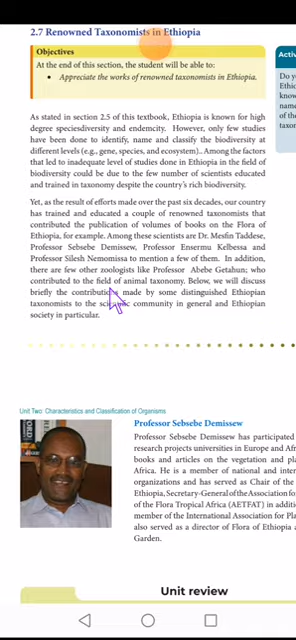 2.7 Renowned Taxonomists in Ethiopia
Objectives
At the end of this section, the student will be able to:
• Appreciate the works of renowned taxonomists in Ethiopia.
Activ
Do yo
Ethio
know
name
of the
taxon
As stated in section 2.5 of this textbook, Ethiopia is known for high
degree speciesdiversity and endemcity. However, only few studies
have been done to identify, name and classify the biodiversity at
different levels (e.g., gene, species, and ecosystem).. Among the factors
that led to inadequate level of studies done in Ethiopia in the field of
biodiversity could be due to the few number of scientists educated
and trained in taxonomy despite the country's rich biodiversity.
Yet, as the result of efforts made over the past six decades, our country
has trained and educated a couple of renowned taxonomists that
contributed the publication of volumes of books on the Flora of
Ethiopia, for example. Among these scientists are Dr. Mesfin Taddese,
Professor Sebsebe Demissew, Professor Ensermu Kelbessa and
Professor Silesh Nemomissa to mention a few of them. In addition,
there are few other zoologists like Professor Abebe Getahun; who
contributed to the field of animal taxonomy. Below, we will discuss
briefly the contributions made by some distinguished Ethiopian
taxonomists to the scientific community in general and Ethiopian
society in particular.
Unit Two: Characteristics and Classification of Organisms
Professor Sebsebe Demissew
Professor Sebsebe Demissew has participated
research projects universities in Europe and Afr
books and articles on the vegetation and pla
Africa. He is a member of national and inter
organizations and has served as Chair of the
Ethiopia, Secretary-General of the Association fo
of the Flora Tropical Africa (AETFAT) in additio
member of the International Association for Pla
also served as a director of Flora of Ethiopia a
Garden.
Unit review